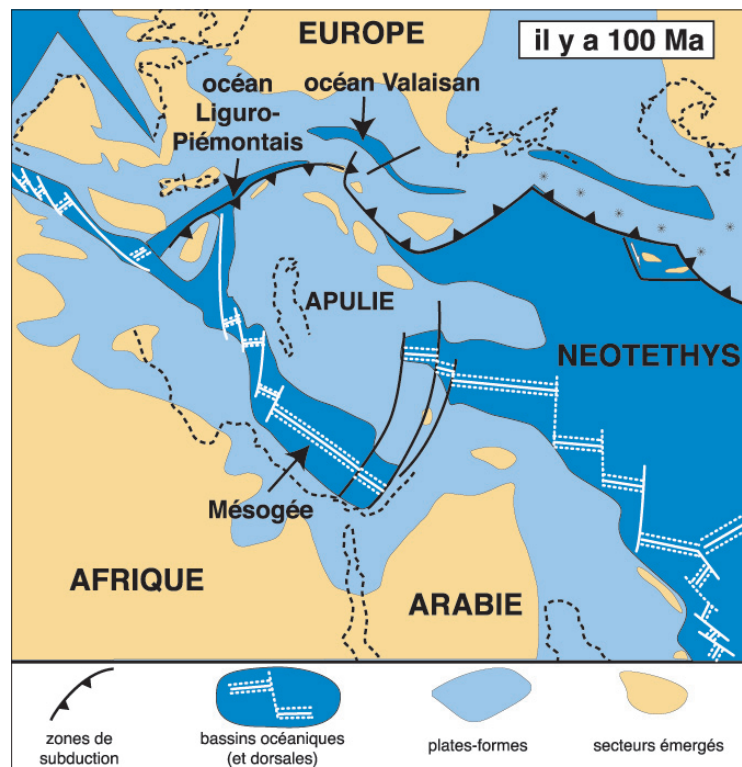 EUROPE
il y a 100 Ma
océan
Liguro-
Piémontais
océan Valaisan
APULIE
NEOTETHYS
Mésogée
AFRIQUE
ARABIE
zones de
subduction
bassins océaniques
(et dorsales)
plates-formes
secteurs émergés